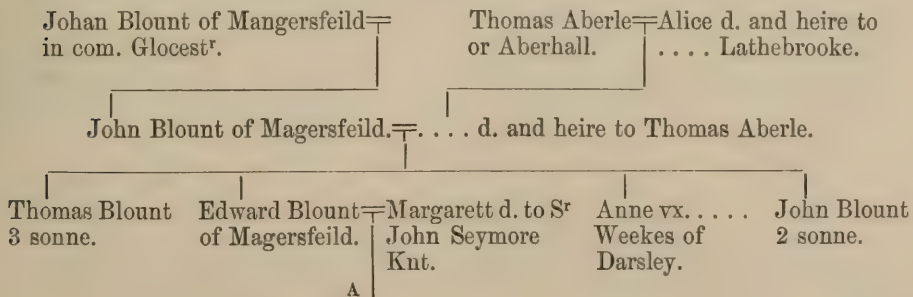 Johan Blount of Mangersfeild
in com. Glocestʳ.
Thomas Aberle
or Aberhall.
Alice d. and heire to
. . . . Lathebrooke.
John Blount of Magersfeild. . . . . d. and heire to Thomas Aberle.
Thomas Blount
3 sonne.
Edward Blount
of Magersfeild.
Margarett d. to Sʳ
John Seymore
Knt.
Anne vx. . . . .
Weekes of
Darsley.
John Blount
2 sonne.
A